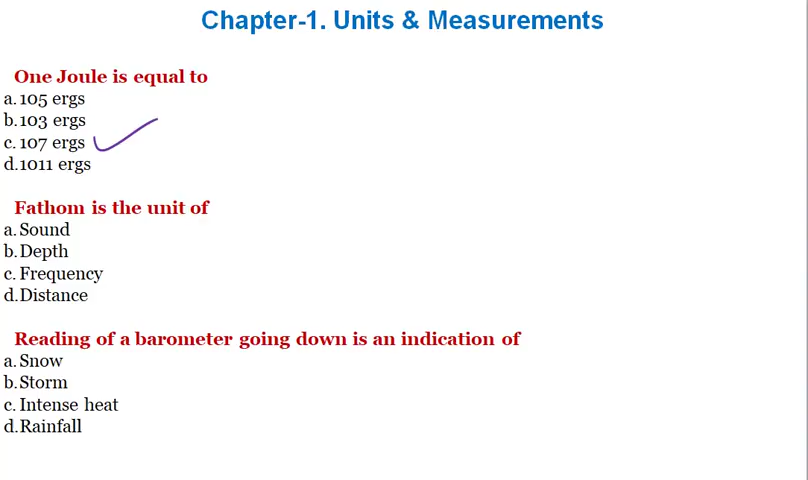 Chapter-1. Units & Measurements
One Joule is equal to
a. 105 ergs
b. 103 ergs
c. 107 ergs
d. 1011 ergs
Fathom is the unit of
a. Sound
b. Depth
c. Frequency
d. Distance
Reading of a barometer going down is an indication of
a. Snow
b. Storm
c. Intense heat
d. Rainfall